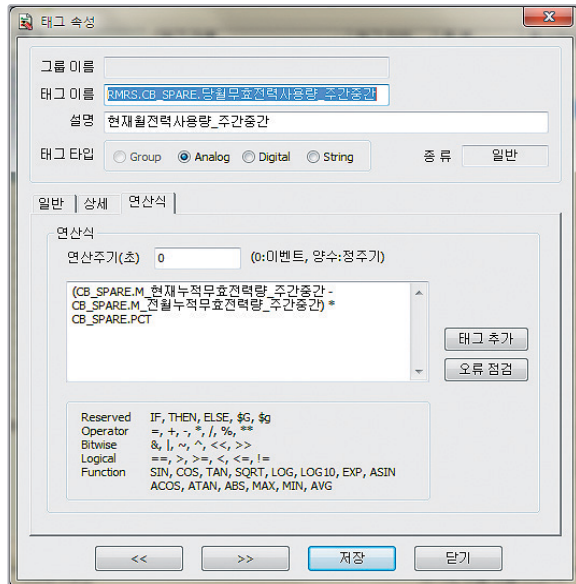 태그 속성
x
그룹 이름
태그 이름 RMRS.CB_SPARE.당월무효전력사용량_주간중간
설명 현재월전력사용량_주간중간
태그 타입 Group Analog Digital String 종 류 일반
일반 상세 연산식
연산식
연산주기(초) 0 (0:이벤트, 양수:정주기)
(CB_SPARE.M_현재누적무효전력량_주간중간 -
CB_SPARE.M_전월누적무효전력량_주간중간) *
CB_SPARE.PCT
태그 추가
오류 점검
Reserved IF, THEN, ELSE, $G, $g
Operator =, +, -, *, /, %, **
Bitwise &, |, ~, ^, <<, >>
Logical ==, >, >=, <, <=, !=
Function SIN, COS, TAN, SQRT, LOG, LOG10, EXP, ASIN
ACOS, ATAN, ABS, MAX, MIN, AVG
<< >> 저장 닫기